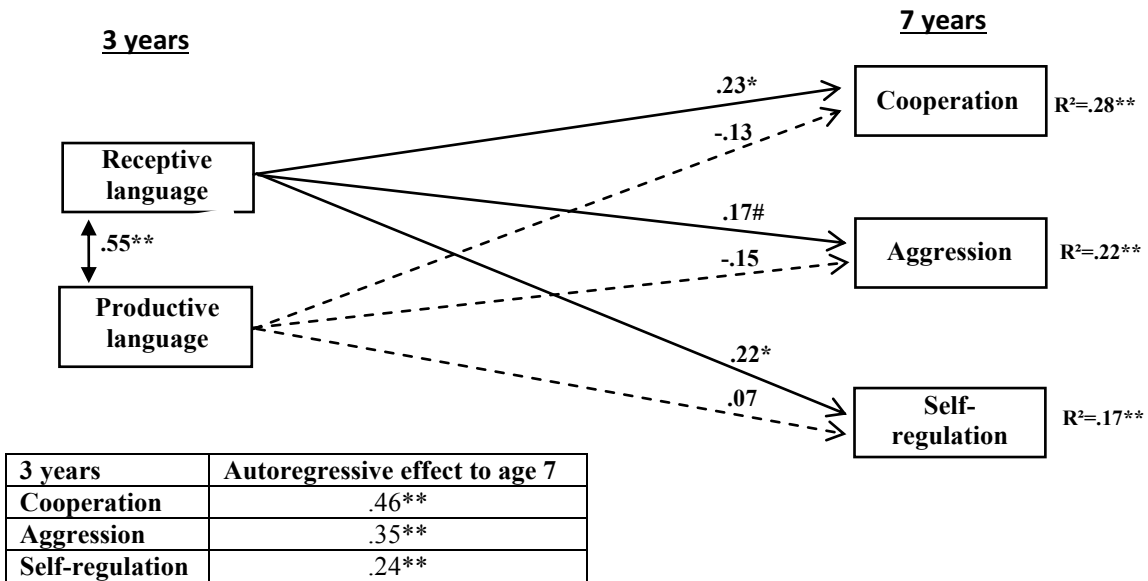 3 years
7 years
.23*
Cooperation
R²=.28**
-.13
Receptive
language
.17#
.55**
Aggression
R²=.22**
-.15
Productive
language
.22*
.07
Self-
regulation
R²=.17**
3 years Autoregressive effect to age 7
Cooperation .46**
Aggression .35**
Self-regulation .24**